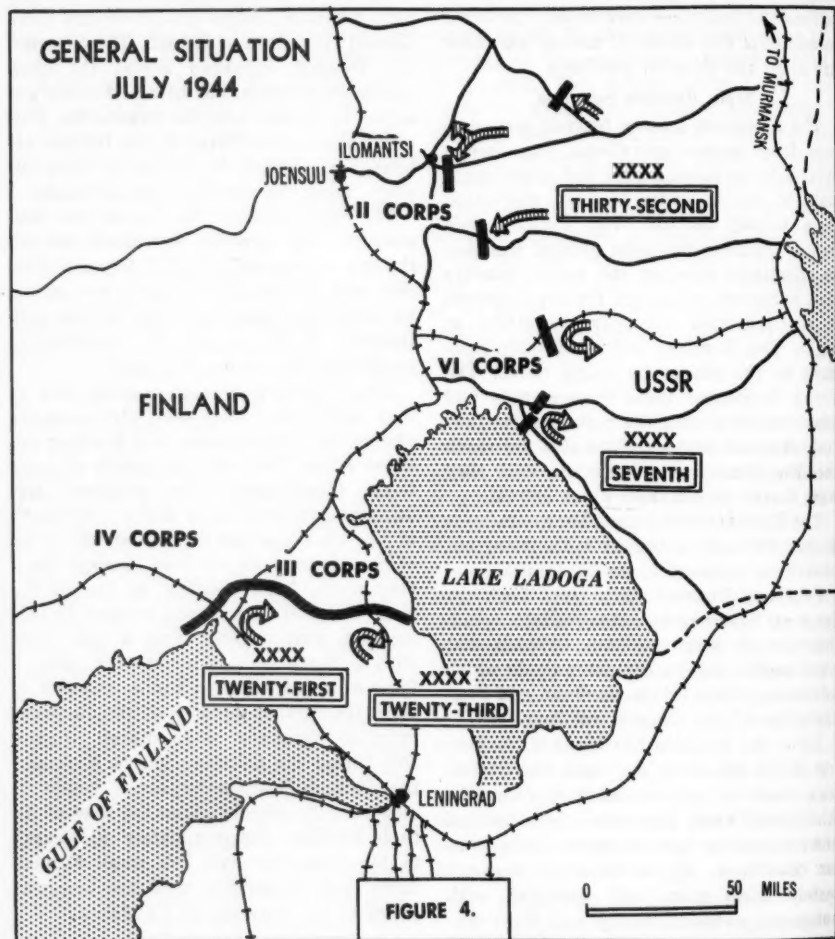 GENERAL SITUATION
JULY 1944
TO MURMANSK
ILOMANTSI
JOENSUU
XXXX
II CORPS
THIRTY-SECOND
VI CORPS
USSR
FINLAND
XXXX
SEVENTH
IV CORPS
III CORPS
LAKE LADOGA
XXXX
TWENTY-FIRST
XXXX
TWENTY-THIRD
GULF OF FINLAND
LENINGRAD
0 50 MILES
FIGURE 4.